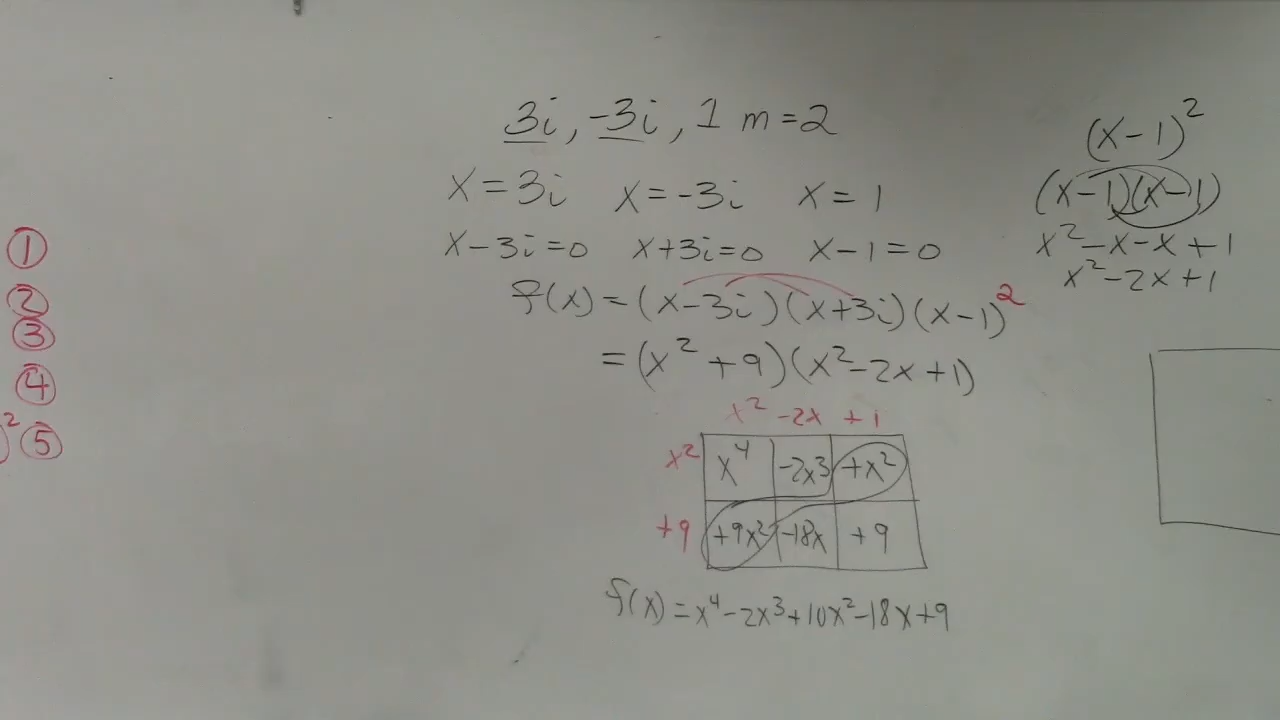 3i, -3i, 1 m=2
x=3i x=-3i x=1
x-3i=0 x+3i=0 x-1=0
f(x)=(x-3i)(x+3i)(x-1)²
=(x²+9)(x²-2x+1)
x² -2x +1
x² x⁴ -2x³ +x²
+9 +9x² -18x +9
f(x)=x⁴-2x³+10x²-18x+9
(x-1)²
(x-1)(x-1)
x²-x-x+1
x²-2x+1
①
②
③
④
)² ⑤